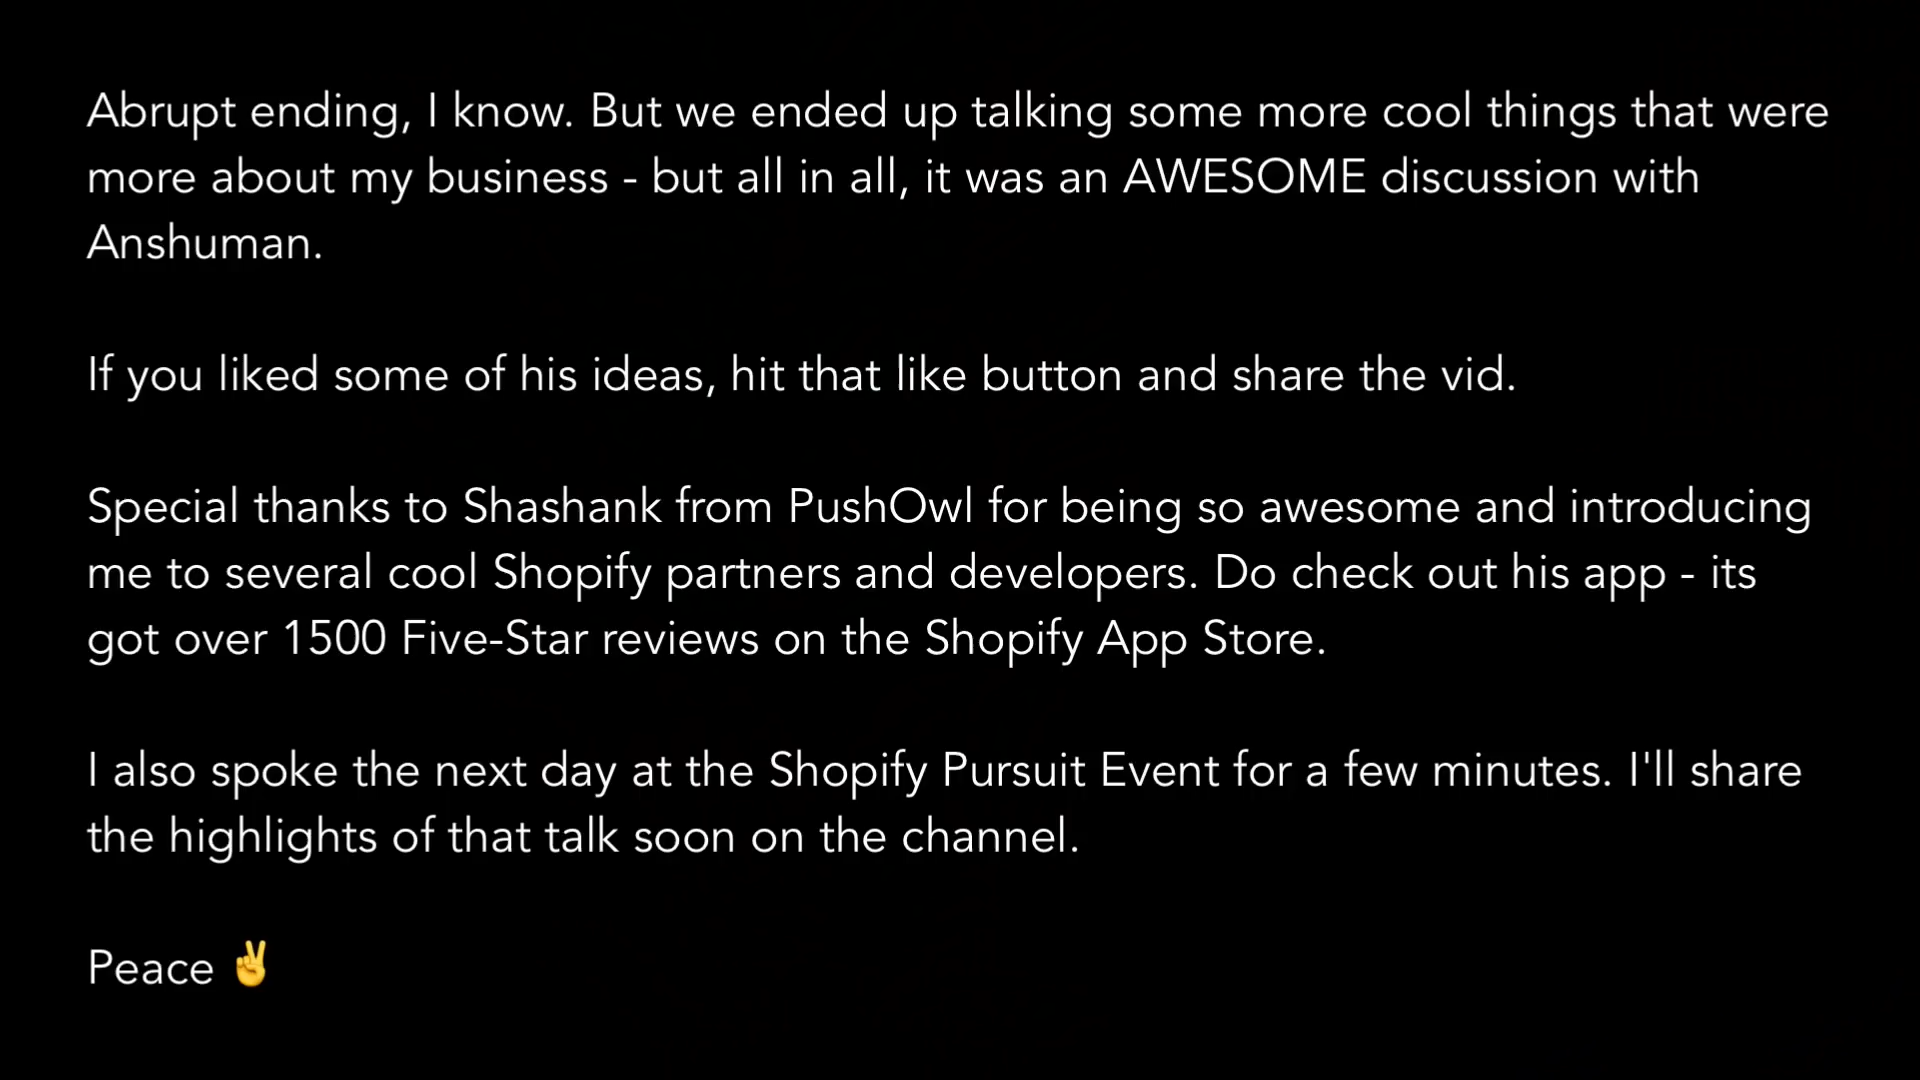 Abrupt ending, I know. But we ended up talking some more cool things that were
more about my business - but all in all, it was an AWESOME discussion with
Anshuman.
If you liked some of his ideas, hit that like button and share the vid.
Special thanks to Shashank from PushOwl for being so awesome and introducing
me to several cool Shopify partners and developers. Do check out his app - its
got over 1500 Five-Star reviews on the Shopify App Store.
I also spoke the next day at the Shopify Pursuit Event for a few minutes. I'll share
the highlights of that talk soon on the channel.
Peace ✌️